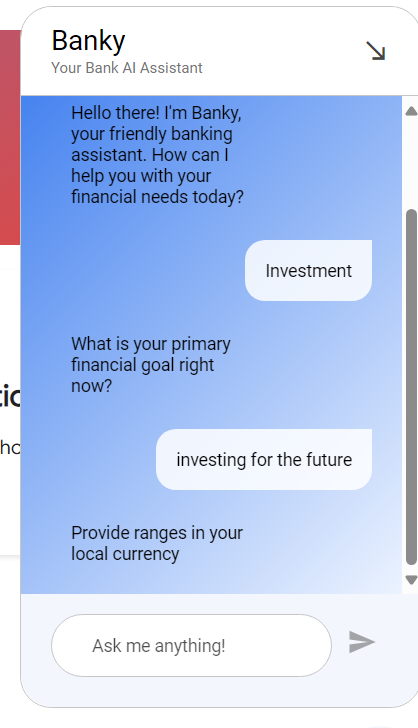 Banky
Your Bank AI Assistant
Hello there! I'm Banky,
your friendly banking
assistant. How can I
help you with your
financial needs today?
Investment
What is your primary
financial goal right
now?
investing for the future
Provide ranges in your
local currency
Ask me anything!